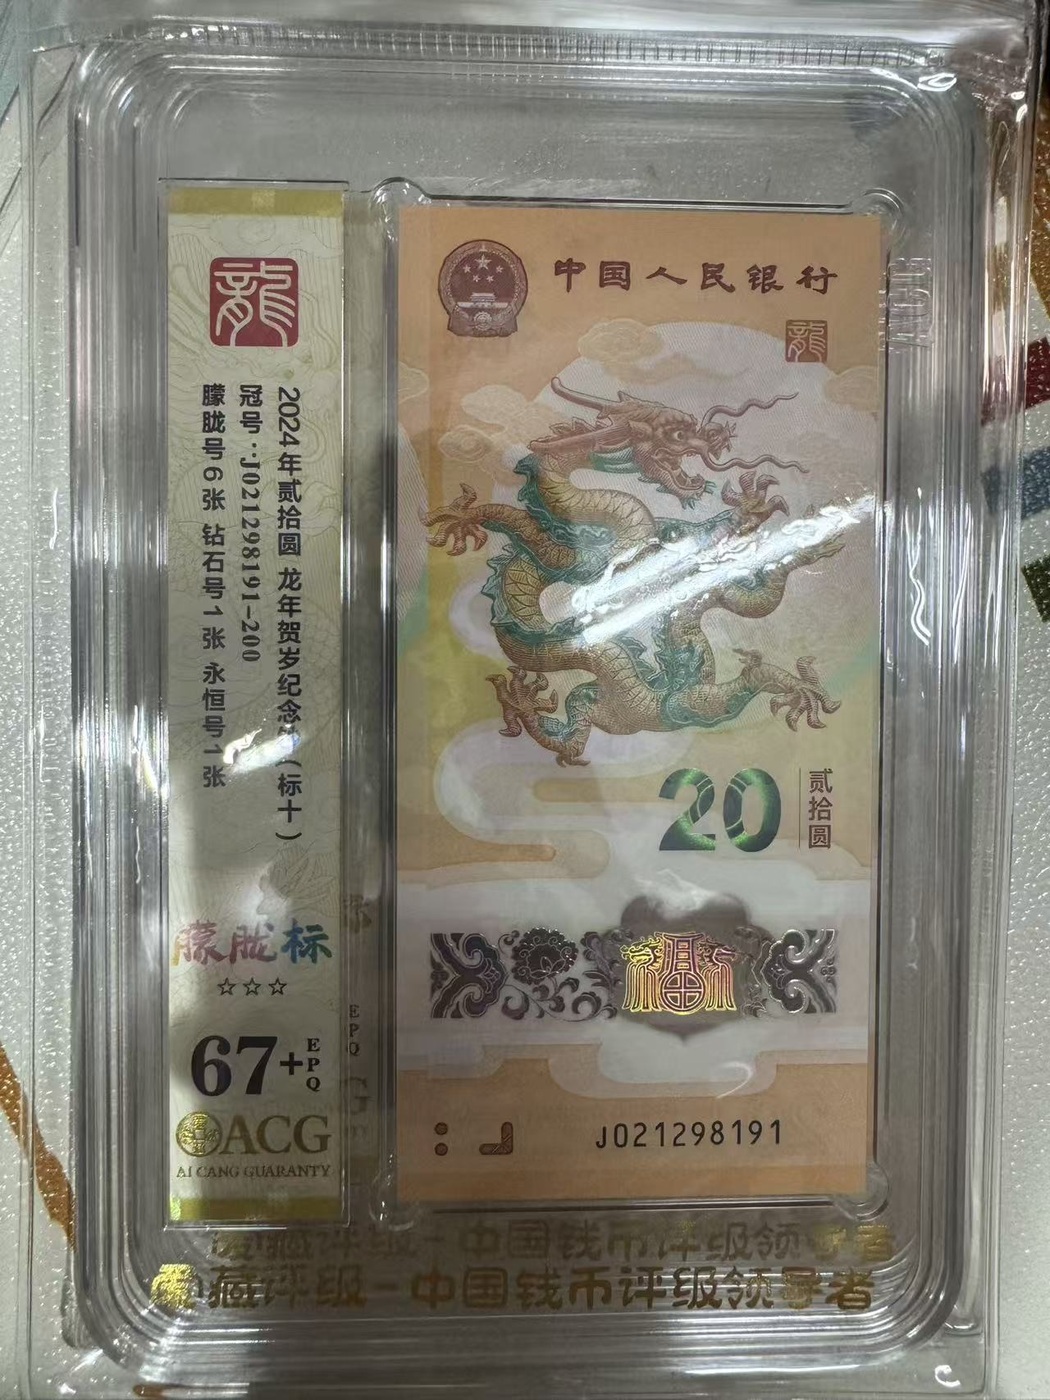 龍
2024年贰拾圆 龙年贺岁纪念 (标十)
冠号：J021298191-200
朦胧号6张 钻石号1张 永恒号1张
朦胧标
☆☆☆
67+
EPQ
ACG
AI CANG GUARANTY
中国人民银行
龍
20
贰拾圆
J021298191
藏评级-中国钱币评级领导者